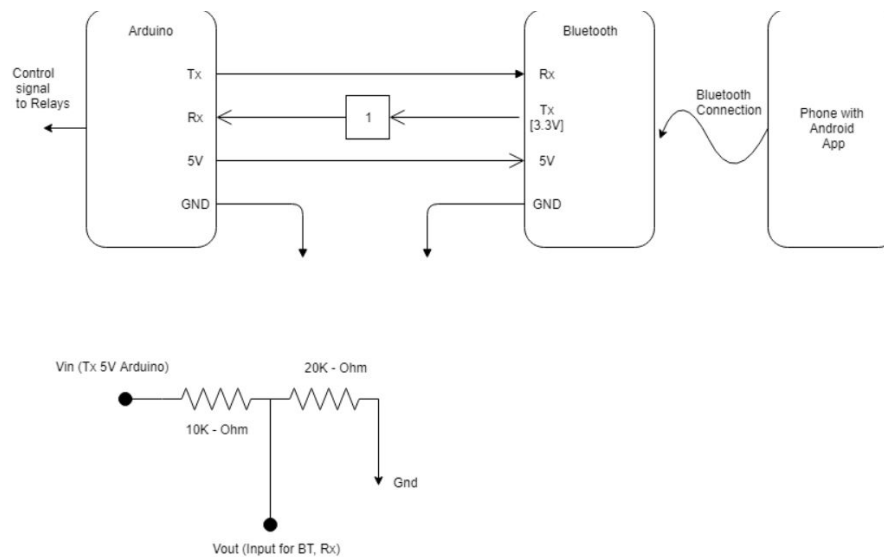 Arduino
Bluetooth
Control
signal
to Relays
Tx
Rx
5V
GND
1
Rx
Tx
[3.3V]
5V
GND
Bluetooth
Connection
Phone with
Android
App
Vin (Tx 5V Arduino)
20K - Ohm
10K - Ohm
Gnd
Vout (Input for BT, Rx)